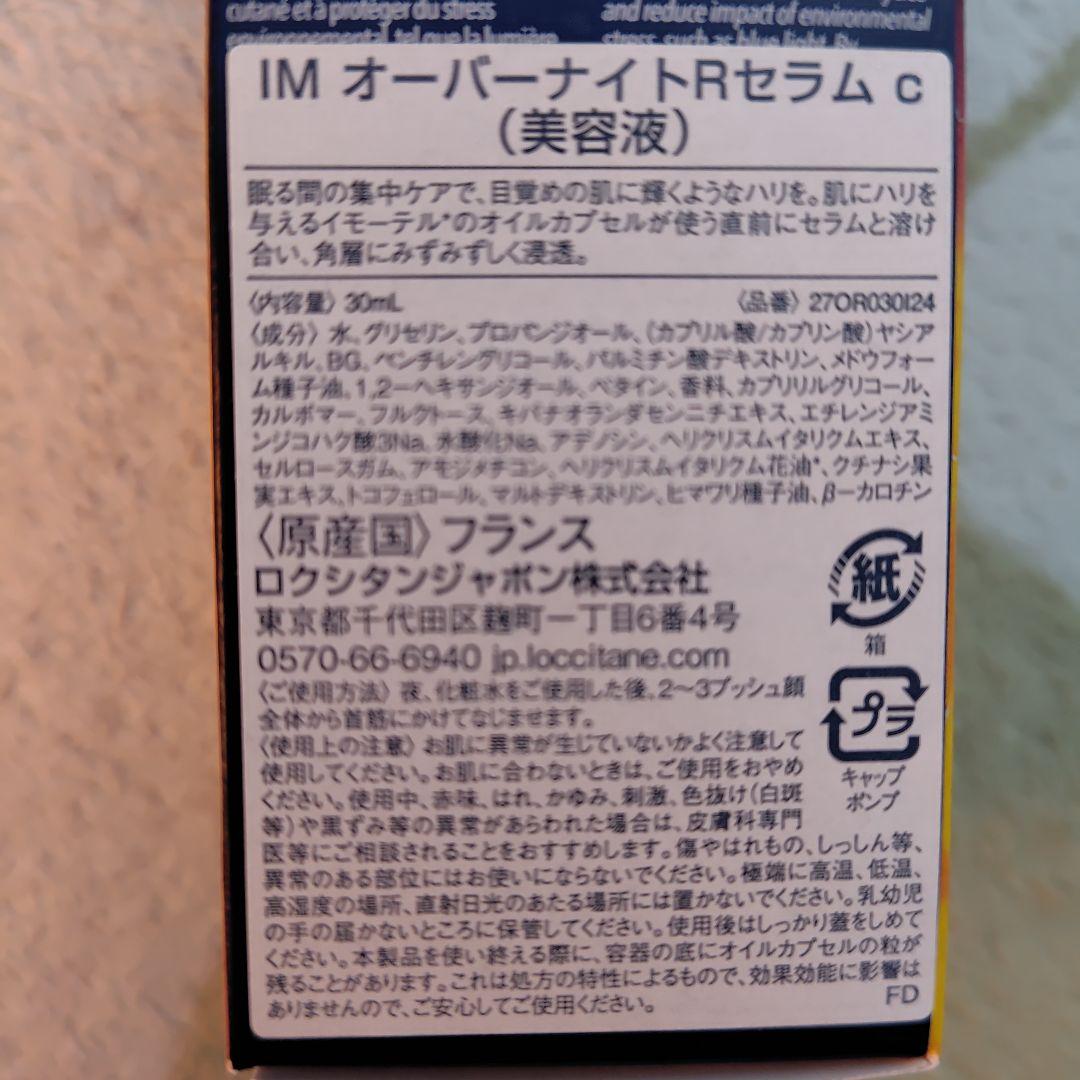 cutané et à protéger du stress
environnemental, tel que la lumière
and reduce impact of environmental
stress, such as blue light. By
IM オーバーナイトRセラム c
（美容液）
眠る間の集中ケアで、目覚めの肌に輝くようなハリを。肌にハリを
与えるイモーテル*のオイルカプセルが使う直前にセラムと溶け
合い、角層にみずみずしく浸透。
〈内容量〉30mL 〈品番〉27OR030I24
〈成分〉水、グリセリン、プロパンジオール、（カプリル酸/カプリン酸）ヤシア
ルキル、BG、ペンチレングリコール、パルミチン酸デキストリン、メドウフォー
ム種子油、1,2－ヘキサンジオール、ベタイン、香料、カプリリルグリコール、
カルボマー、フルクトース、キバナオランダセンニチエキス、エチレンジアミ
ンジコハク酸3Na、水酸化Na、アデノシン、ヘリクリスムイタリクムエキス、
セルロースガム、アモジメチコン、ヘリクリスムイタリクム花油*、クチナシ果
実エキス、トコフェロール、マルトデキストリン、ヒマワリ種子油、β－カロチン
〈原産国〉フランス
ロクシタンジャポン株式会社
東京都千代田区麹町一丁目6番4号
0570-66-6940 jp.loccitane.com
紙
箱
プラ
キャップ
ポンプ
〈ご使用方法〉夜、化粧水をご使用した後、2～3プッシュ顔
全体から首筋にかけてなじませます。
〈使用上の注意〉お肌に異常が生じていないかよく注意して
使用してください。お肌に合わないときは、ご使用をおやめ
ください。使用中、赤味、はれ、かゆみ、刺激、色抜け（白斑
等）や黒ずみ等の異常があらわれた場合は、皮膚科専門
医等にご相談されることをおすすめします。傷やはれもの、しっしん等、
異常のある部位にはお使いにならないでください。極端に高温、低温、
高湿度の場所、直射日光のあたる場所には置かないでください。乳幼児
の手の届かないところに保管してください。使用後はしっかり蓋をしめて
ください。本製品を使い終える際に、容器の底にオイルカプセルの粒が
残ることがあります。これは処方の特性によるもので、効果効能に影響は
ありませんので、ご安心してご使用ください。
FD